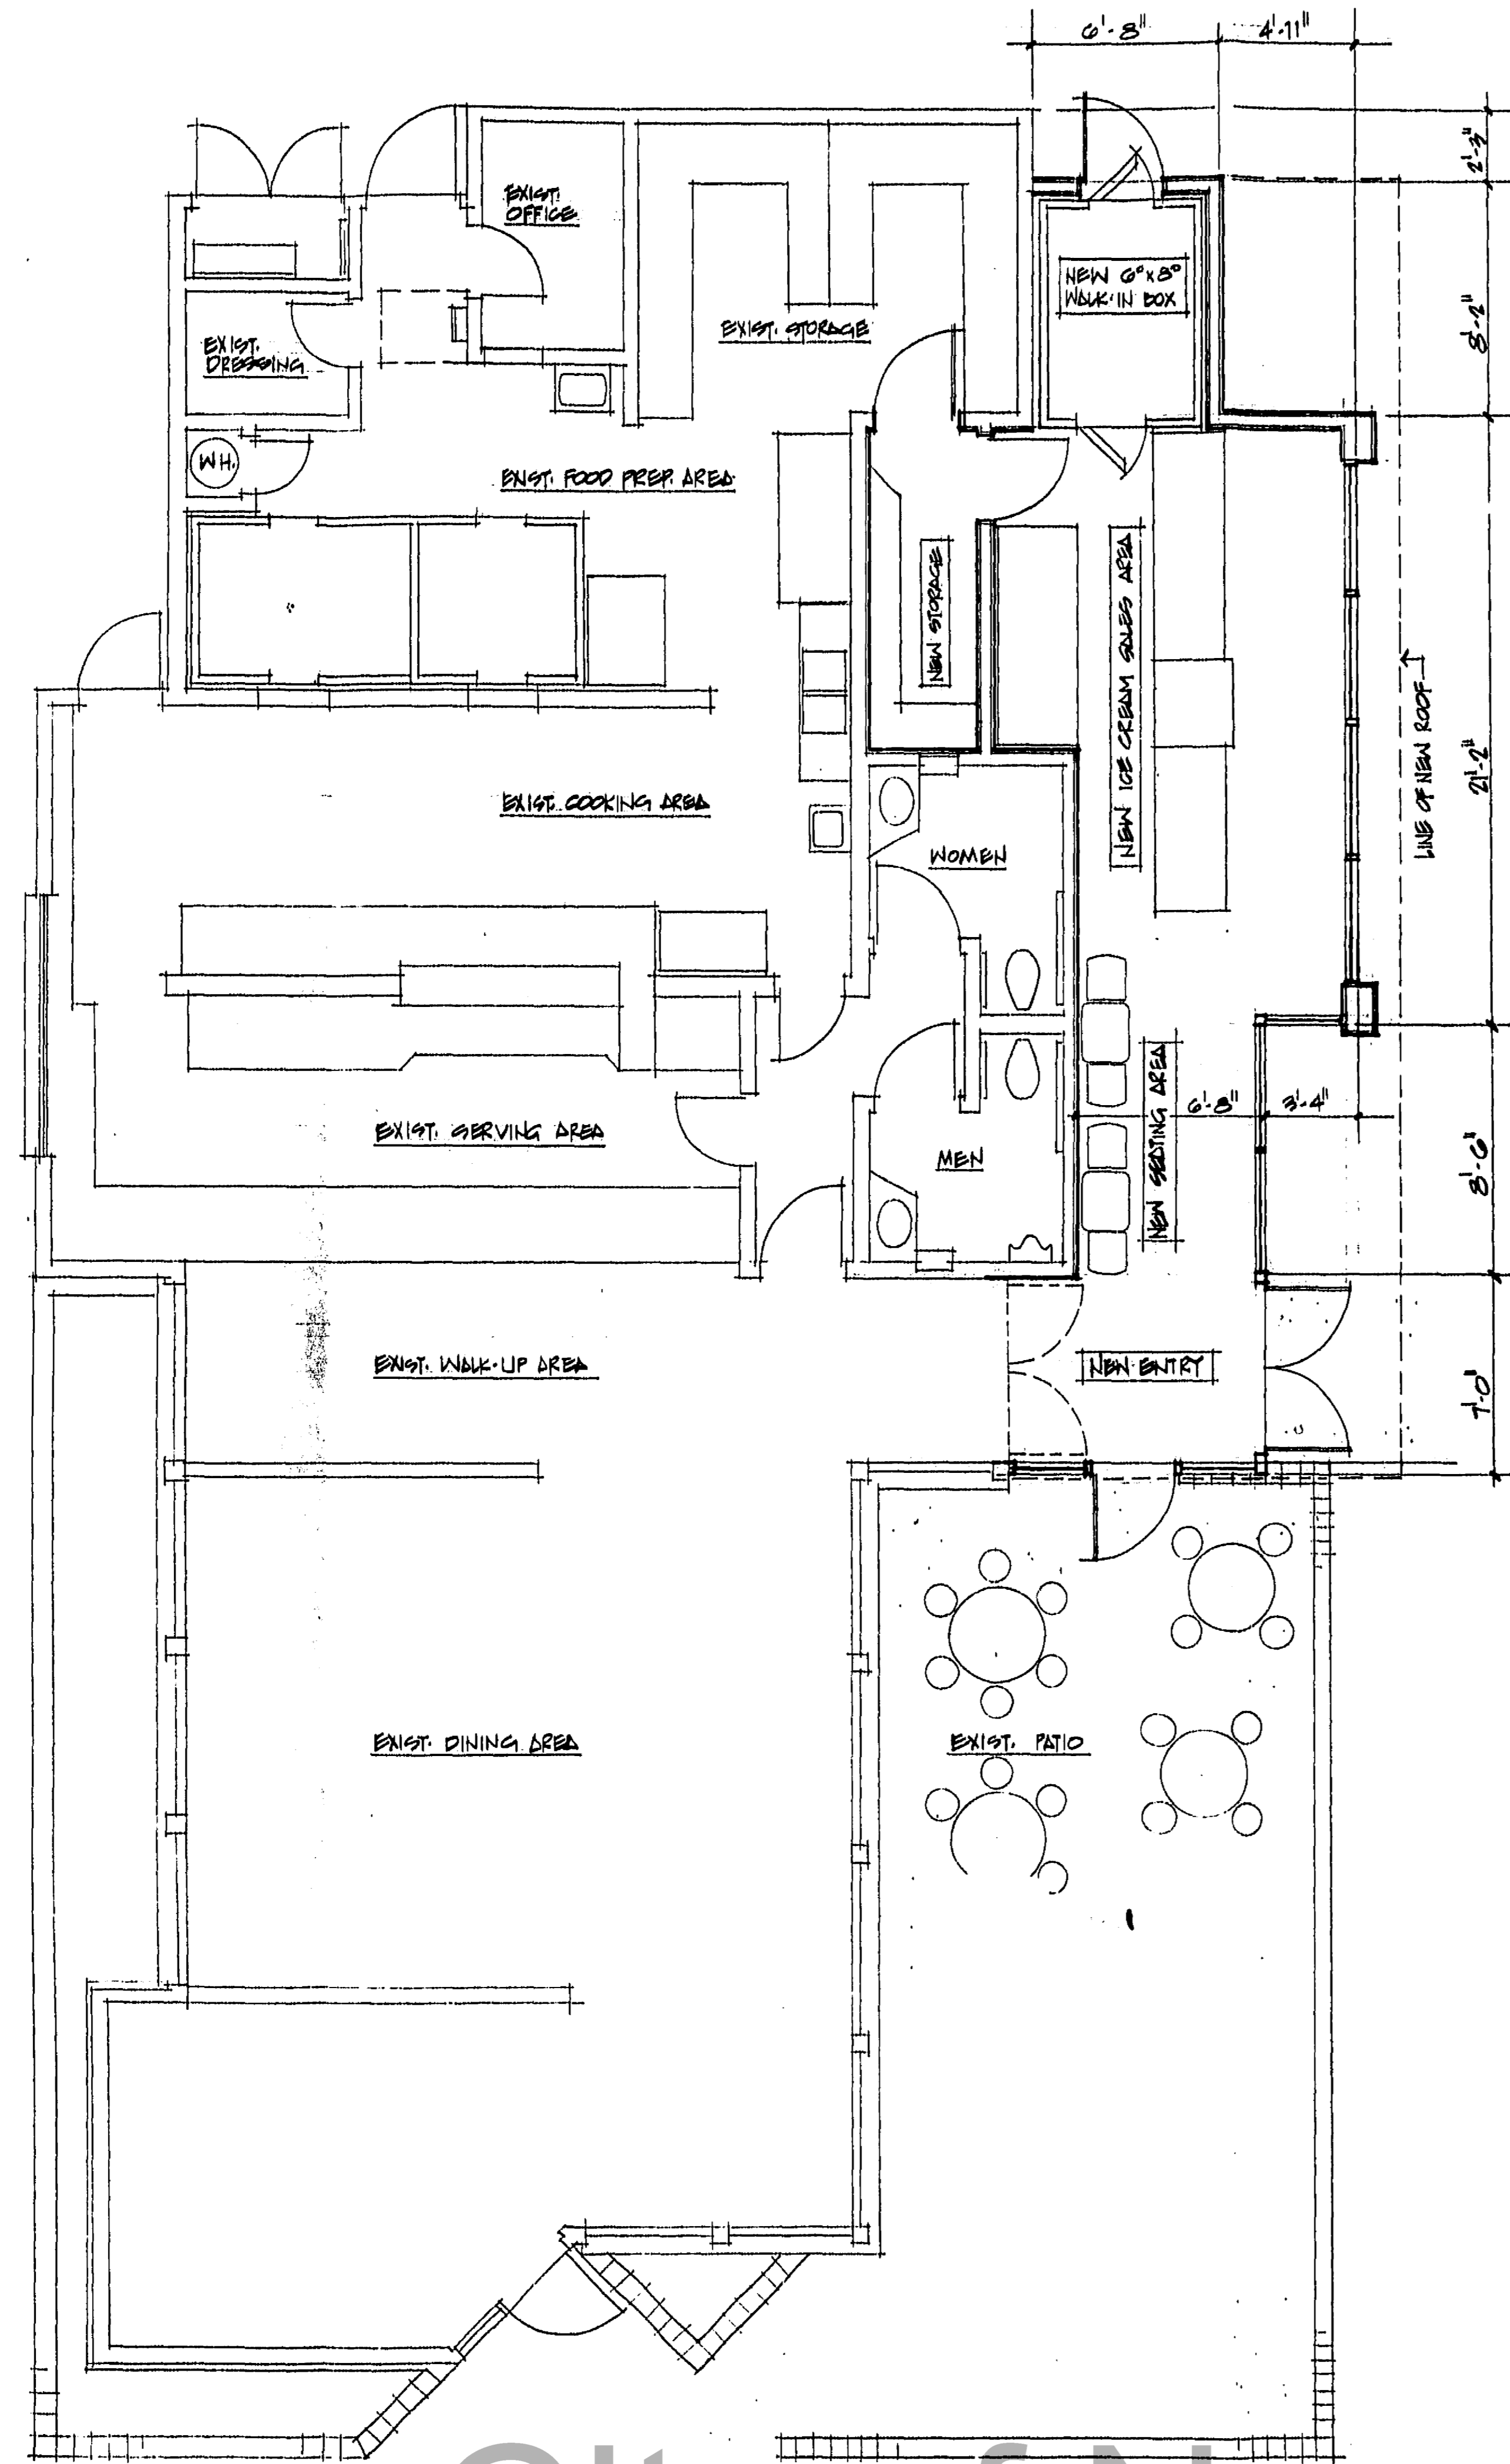 6'-8"
4'-11"
2'-3"
EXIST.
OFFICE
NEW 6°x8°
WALK-IN BOX
8'-2"
EXIST. STORAGE
EXIST.
DRESSING
W.H.
EXIST. FOOD PREP. AREA
NEW STORAGE
NEW ICE CREAM SALES AREA
LINE OF NEW ROOF
21'-2"
EXIST. COOKING AREA
WOMEN
6'-8"
3'-4"
EXIST. SERVING AREA
MEN
NEW SEATING AREA
8'-6"
EXIST. WALK-UP AREA
NEW ENTRY
7'-0"
EXIST. DINING AREA
EXIST. PATIO